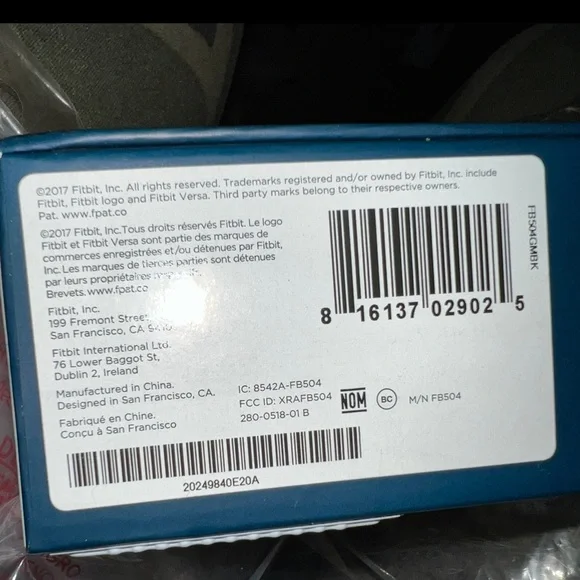 ©2017 Fitbit, Inc. All rights reserved. Trademarks registered and/or owned by Fitbit, Inc. include
Fitbit, Fitbit logo and Fitbit Versa. Third party marks belong to their respective owners.
Pat. www.fpat.co
©2017 Fitbit, Inc.Tous droits réservés Fitbit. Le logo
Fitbit et Fitbit Versa sont partie des marques de
commerces enregistrées et/ou détenues par Fitbit,
Inc. Les marques de tierces parties sont détenues
par leurs propriétaires
Brevets. www.fpat.co
Fitbit, Inc.
199 Fremont Street,
San Francisco, CA
Fitbit International Ltd.
76 Lower Baggot St,
Dublin 2, Ireland
Manufactured in China.
Designed in San Francisco, CA.
Fabriqué en Chine.
Conçu à San Francisco
IC: 8542A-FB504
FCC ID: XRAFB504
280-0518-01 B
NOM
BC
M/N FB504
FB504GMBK
8 16137 02902 5
20249840E20A